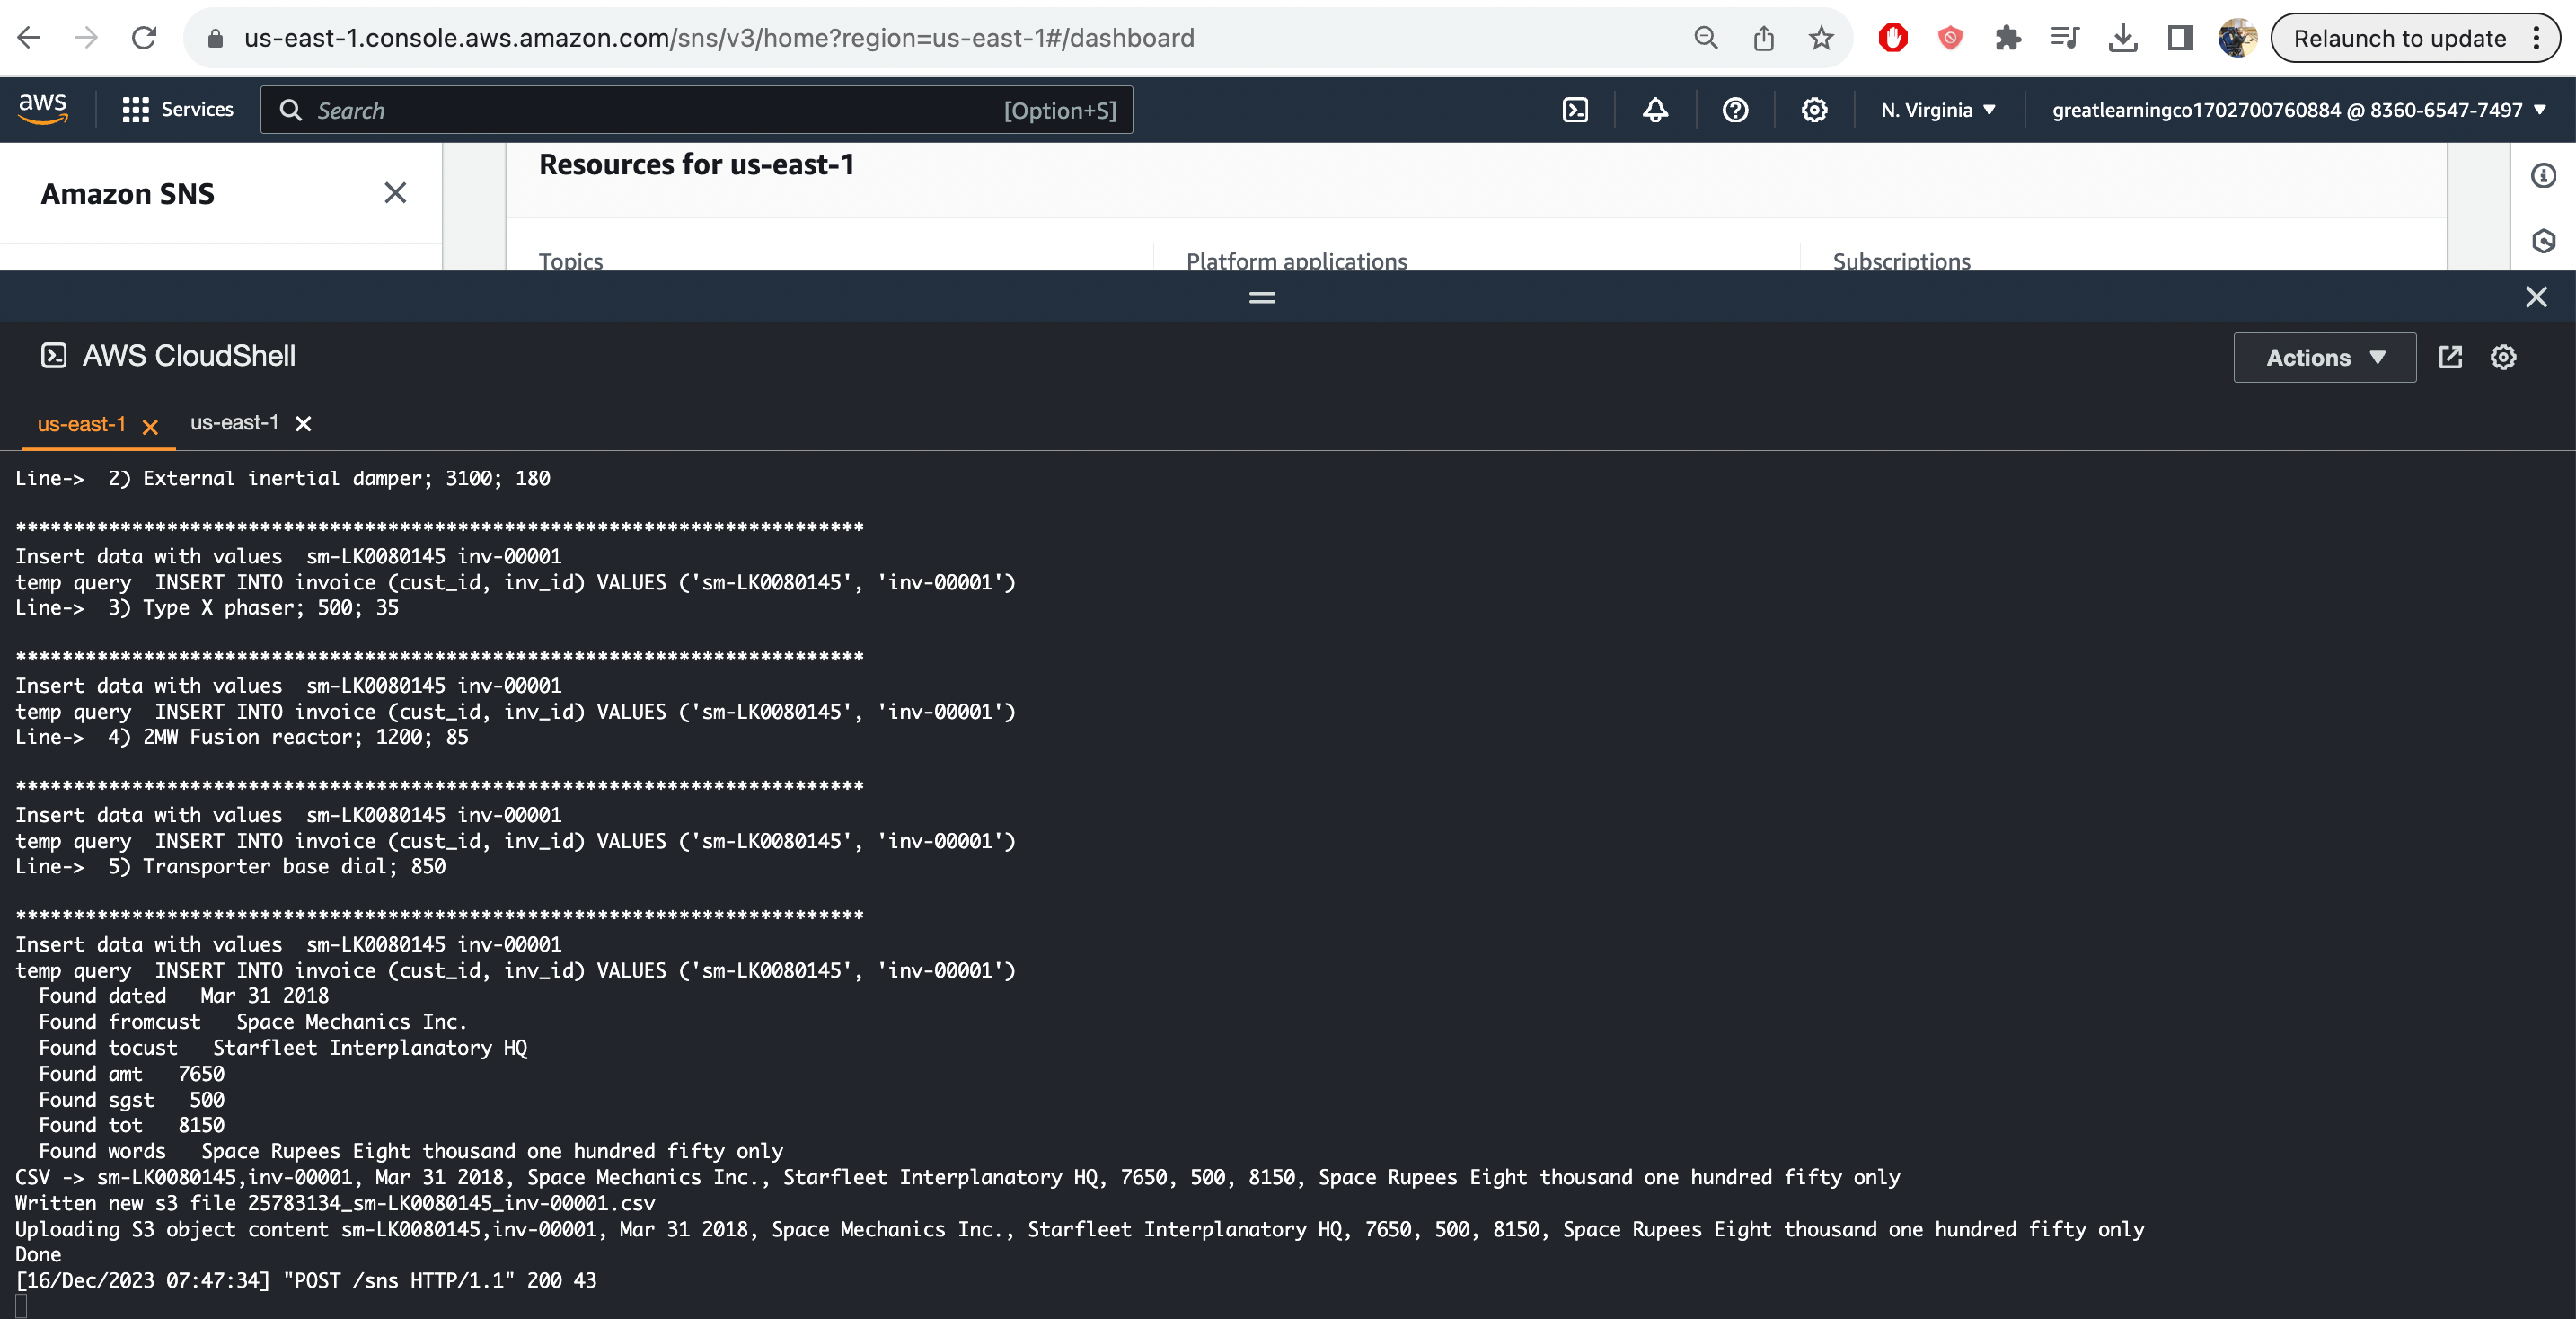 us-east-1.console.aws.amazon.com/sns/v3/home?region=us-east-1#/dashboard
Relaunch to update
aws
Services
Search
[Option+S]
N. Virginia
greatlearningco1702700760884 @ 8360-6547-7497
Amazon SNS
Resources for us-east-1
Topics
Platform applications
Subscriptions
AWS CloudShell
Actions
us-east-1
us-east-1
Line->  2) External inertial damper; 3100; 180
*************************************************************************
Insert data with values  sm-LK0080145 inv-00001
temp query  INSERT INTO invoice (cust_id, inv_id) VALUES ('sm-LK0080145', 'inv-00001')
Line->  3) Type X phaser; 500; 35
*************************************************************************
Insert data with values  sm-LK0080145 inv-00001
temp query  INSERT INTO invoice (cust_id, inv_id) VALUES ('sm-LK0080145', 'inv-00001')
Line->  4) 2MW Fusion reactor; 1200; 85
*************************************************************************
Insert data with values  sm-LK0080145 inv-00001
temp query  INSERT INTO invoice (cust_id, inv_id) VALUES ('sm-LK0080145', 'inv-00001')
Line->  5) Transporter base dial; 850
*************************************************************************
Insert data with values  sm-LK0080145 inv-00001
temp query  INSERT INTO invoice (cust_id, inv_id) VALUES ('sm-LK0080145', 'inv-00001')
  Found dated   Mar 31 2018
  Found fromcust   Space Mechanics Inc.
  Found tocust   Starfleet Interplanatory HQ
  Found amt   7650
  Found sgst   500
  Found tot   8150
  Found words   Space Rupees Eight thousand one hundred fifty only
CSV -> sm-LK0080145,inv-00001, Mar 31 2018, Space Mechanics Inc., Starfleet Interplanatory HQ, 7650, 500, 8150, Space Rupees Eight thousand one hundred fifty only
Written new s3 file 25783134_sm-LK0080145_inv-00001.csv
Uploading S3 object content sm-LK0080145,inv-00001, Mar 31 2018, Space Mechanics Inc., Starfleet Interplanatory HQ, 7650, 500, 8150, Space Rupees Eight thousand one hundred fifty only
Done
[16/Dec/2023 07:47:34] "POST /sns HTTP/1.1" 200 43